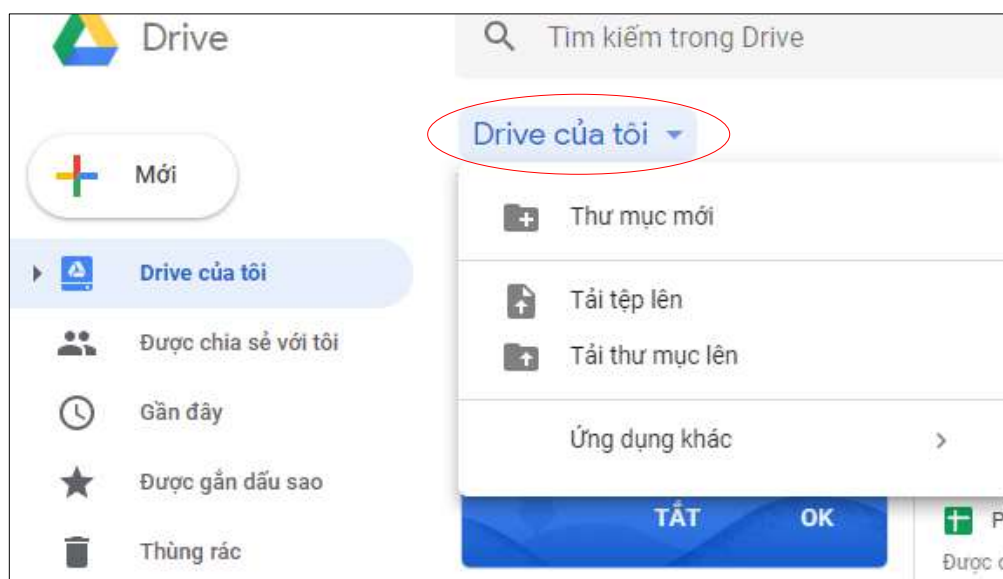 Drive
Tìm kiếm trong Drive
Drive của tôi
Mới
Thư mục mới
Drive của tôi
Tải tệp lên
Được chia sẻ với tôi
Tải thư mục lên
Gần đây
Ứng dụng khác
Được gắn dấu sao
TẮT OK
P
Thùng rác
Được